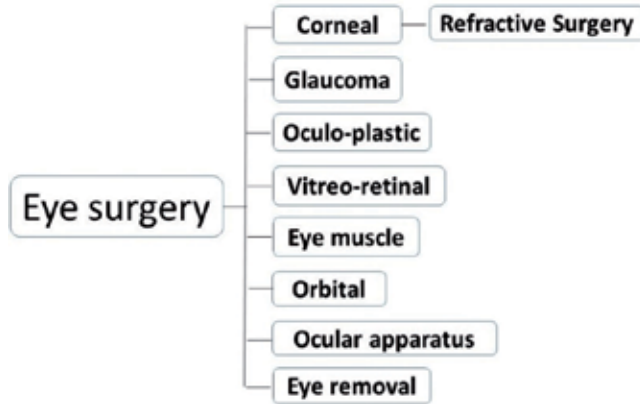 Corneal
Refractive Surgery
Glaucoma
Oculo-plastic
Vitreo-retinal
Eye surgery
Eye muscle
Orbital
Ocular apparatus
Eye removal